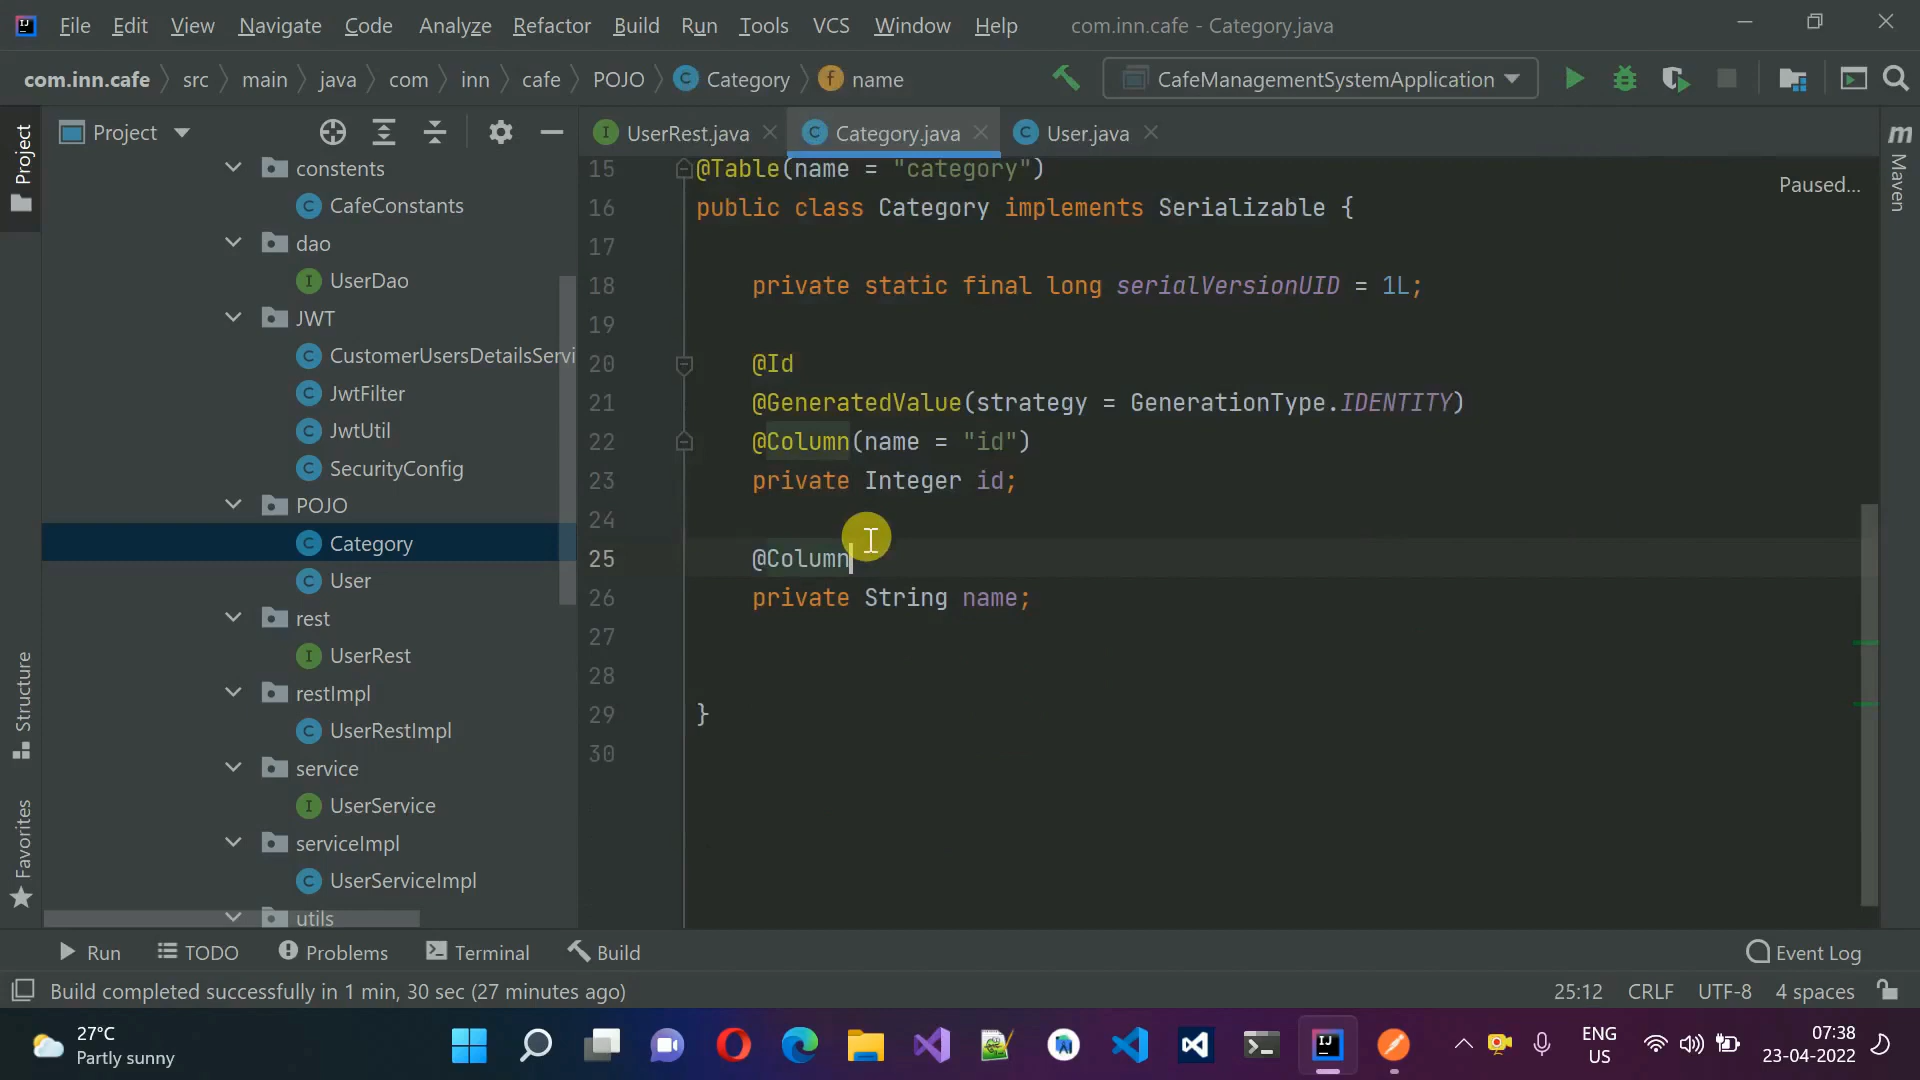 File Edit View Navigate Code Analyze Refactor Build Run Tools VCS Window Help com.inn.cafe - Category.java
com.inn.cafe src main java com inn cafe POJO Category name CafeManagementSystemApplication
Project
UserRest.java Category.java User.java
constents
CafeConstants
dao
UserDao
JWT
CustomerUsersDetailsServi
JwtFilter
JwtUtil
SecurityConfig
POJO
Category
User
rest
UserRest
restImpl
UserRestImpl
service
UserService
serviceImpl
UserServiceImpl
utils
Project
Structure
Favorites
Paused...
Maven
15 @Table(name = "category")
16 public class Category implements Serializable {
17
18 private static final long serialVersionUID = 1L;
19
20 @Id
21 @GeneratedValue(strategy = GenerationType.IDENTITY)
22 @Column(name = "id")
23 private Integer id;
24
25 @Column
26 private String name;
27
28
29 }
30
Run TODO Problems Terminal Build Event Log
Build completed successfully in 1 min, 30 sec (27 minutes ago) 25:12 CRLF UTF-8 4 spaces
27°C
Partly sunny
ENG
US
07:38
23-04-2022